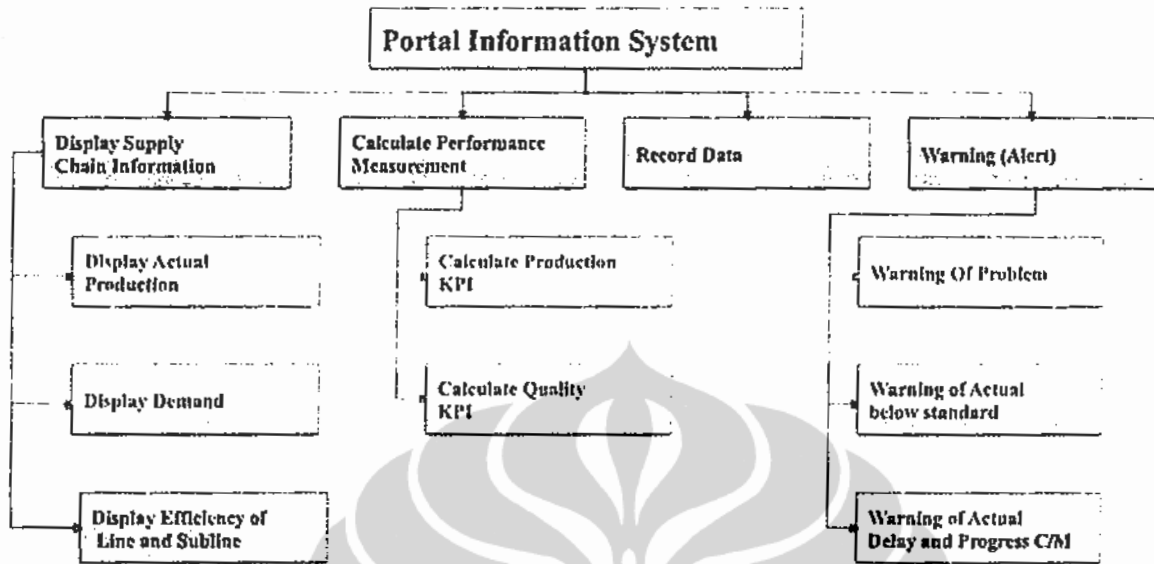 Portal Information System
Display Supply
Chain Information
Calculate Performance
Measurement
Record Data
Warning (Alert)
Display Actual
Production
Calculate Production
KPI
Warning Of Problem
Display Demand
Calculate Quality
KPI
Warning of Actual
below standard
Display Efficiency of
Line and Subline
Warning of Actual
Delay and Progress C/M